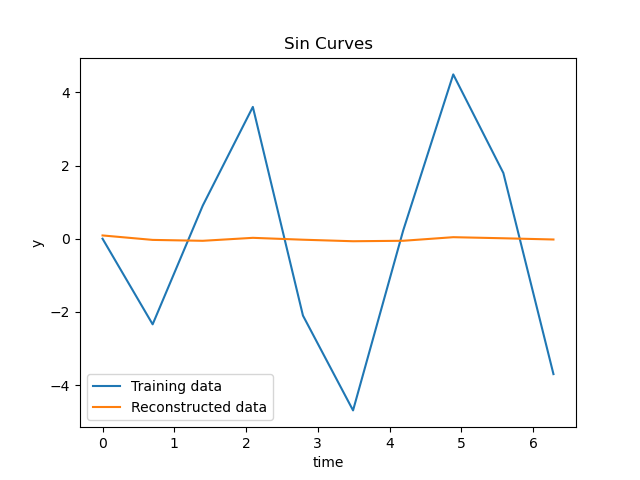 Sin Curves
y
4
2
0
−2
−4
Training data
Reconstructed data
0 1 2 3 4 5 6
time